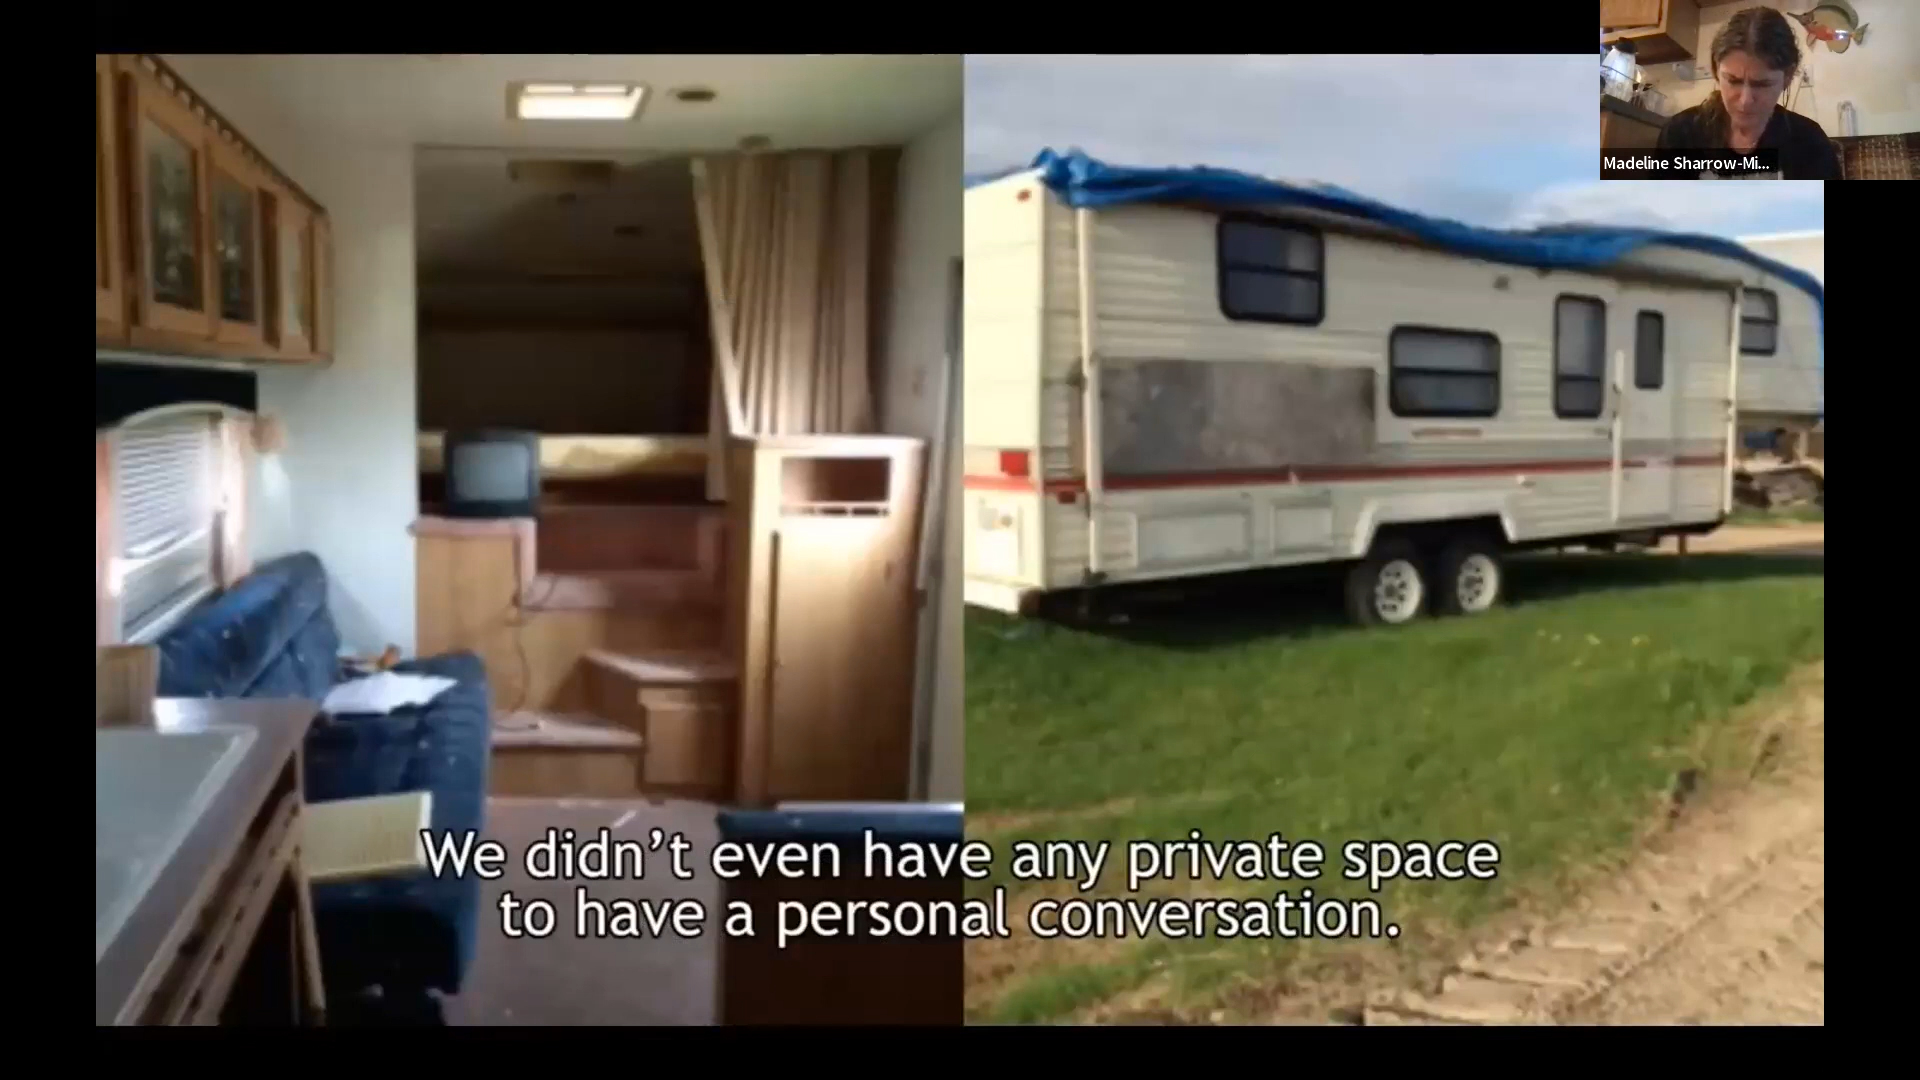 Madeline Sharrow-Mi...
We didn't even have any private space
to have a personal conversation.